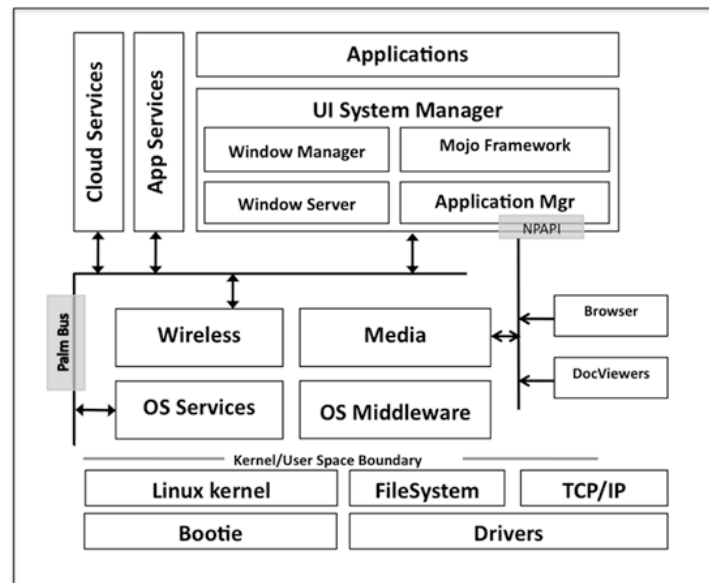 Cloud Services
App Services
Applications
UI System Manager
Window Manager
Mojo Framework
Window Server
Application Mgr
NPAPI
Palm Bus
Wireless
Media
Browser
OS Services
OS Middleware
DocViewers
Kernel/User Space Boundary
Linux kernel
FileSystem
TCP/IP
Bootie
Drivers